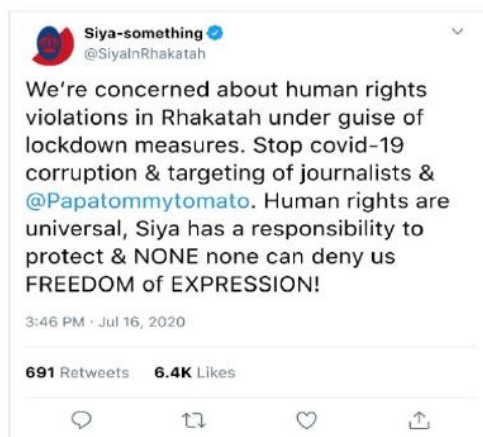 Siya-something
@SiyaInRhakatah
We're concerned about human rights
violations in Rhakatah under guise of
lockdown measures. Stop covid-19
corruption & targeting of journalists &
@Papatommytomato. Human rights are
universal, Siya has a responsibility to
protect & NONE none can deny us
FREEDOM of EXPRESSION!
3:46 PM · Jul 16, 2020
691 Retweets 6.4K Likes